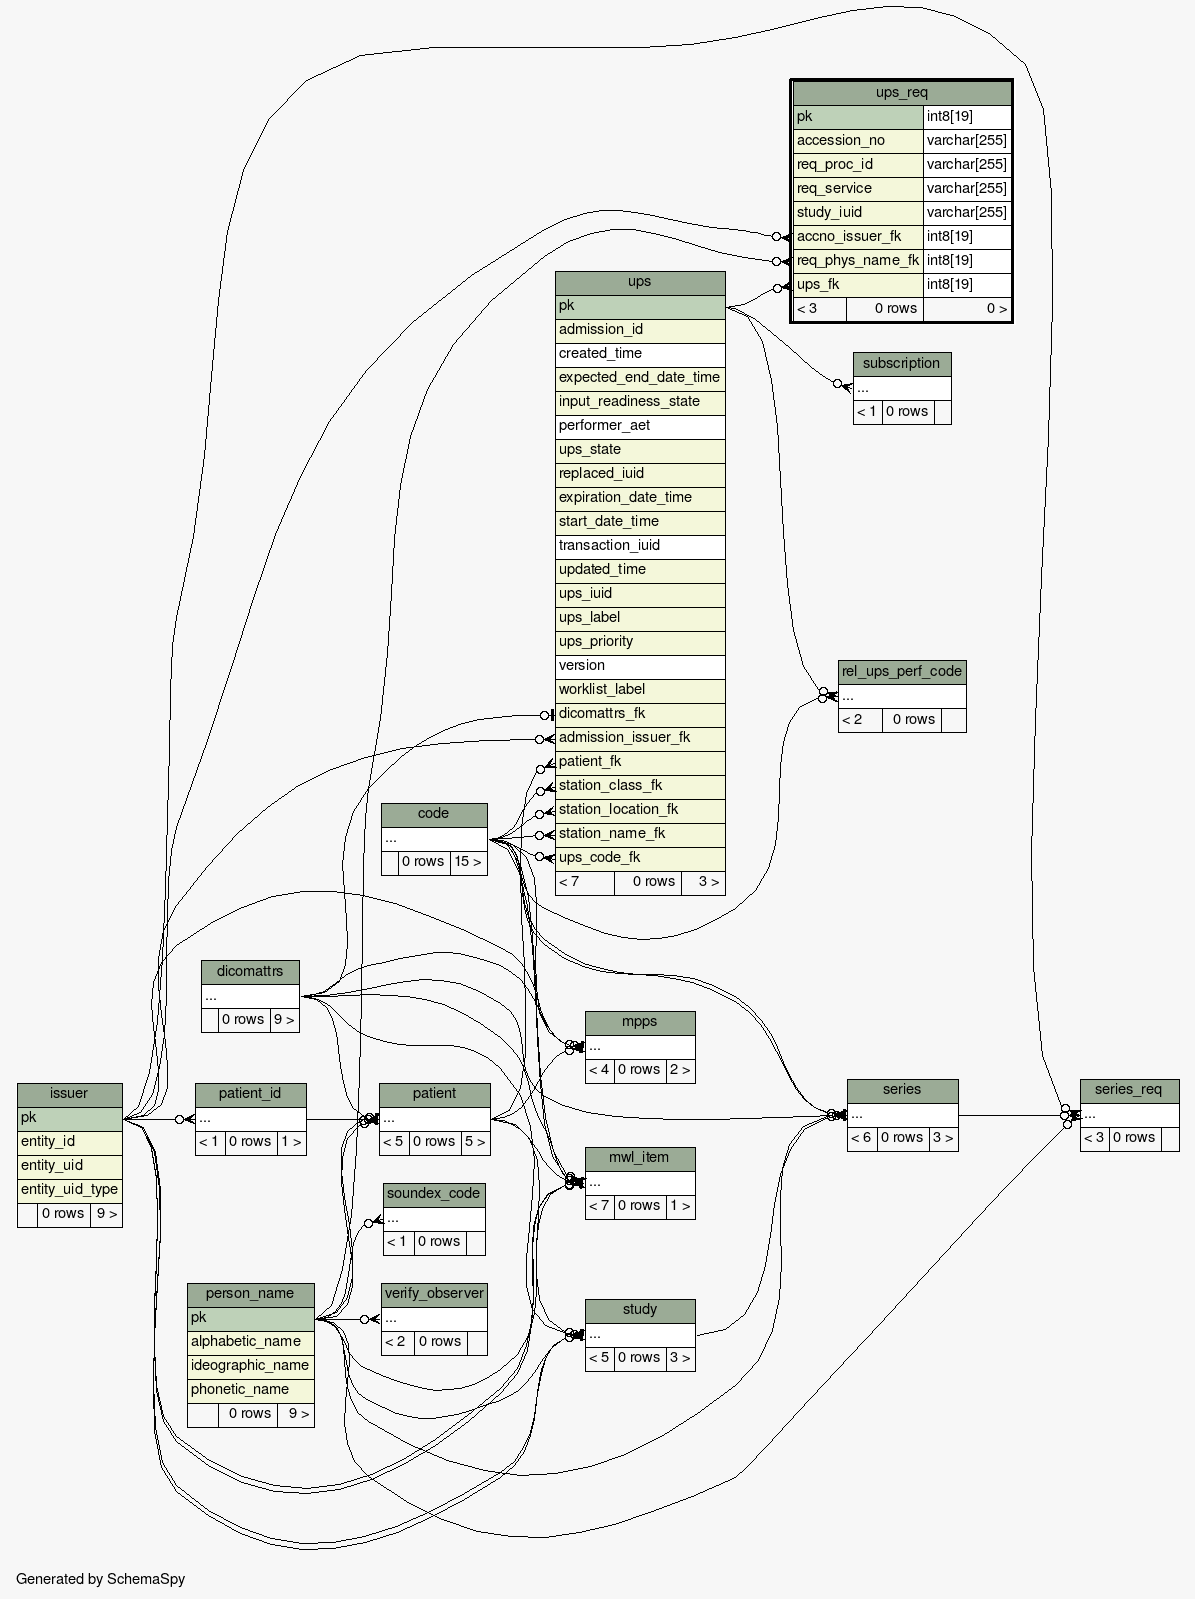 ups_req
pk int8[19]
accession_no varchar[255]
req_proc_id varchar[255]
req_service varchar[255]
study_iuid varchar[255]
accno_issuer_fk int8[19]
req_phys_name_fk int8[19]
ups_fk int8[19]
< 3 0 rows 0 >
ups
pk
admission_id
created_time
expected_end_date_time
input_readiness_state
performer_aet
ups_state
replaced_iuid
expiration_date_time
start_date_time
transaction_iuid
updated_time
ups_iuid
ups_label
ups_priority
version
worklist_label
dicomattrs_fk
admission_issuer_fk
patient_fk
station_class_fk
station_location_fk
station_name_fk
ups_code_fk
< 7 0 rows 3 >
subscription
...
< 1 0 rows
rel_ups_perf_code
...
< 2 0 rows
code
...
0 rows 15 >
dicomattrs
...
0 rows 9 >
mpps
...
< 4 0 rows 2 >
issuer
pk
entity_id
entity_uid
entity_uid_type
0 rows 9 >
patient_id
...
< 1 0 rows 1 >
patient
...
< 5 0 rows 5 >
series
...
< 6 0 rows 3 >
series_req
...
< 3 0 rows
mwl_item
...
< 7 0 rows 1 >
soundex_code
...
< 1 0 rows
person_name
pk
alphabetic_name
ideographic_name
phonetic_name
0 rows 9 >
verify_observer
...
< 2 0 rows
study
...
< 5 0 rows 3 >
Generated by SchemaSpy